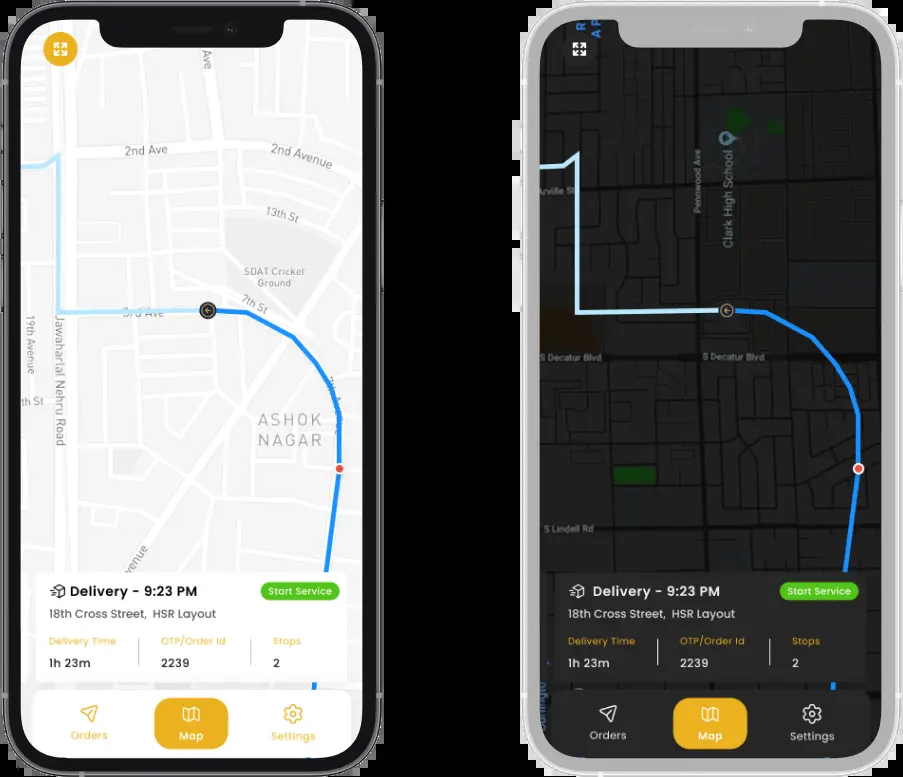 Ave
2nd Ave
2nd Avenue
13th St
SDAT Cricket
Ground
7th St
3rd Ave
19th Avenue
Jawaharlal Nehru Road
th St
ASHOK
NAGAR
venue
Delivery - 9:23 PM
Start Service
18th Cross Street, HSR Layout
Delivery Time
OTP/Order Id
Stops
1h 23m
2239
2
Orders
Map
Settings
Pennwood Ave
Clark High School
Arville St
S Decatur Blvd
S Decatur Blvd
S Lindell Rd
Delivery - 9:23 PM
Start Service
18th Cross Street, HSR Layout
Delivery Time
OTP/Order Id
Stops
1h 23m
2239
2
Orders
Map
Settings